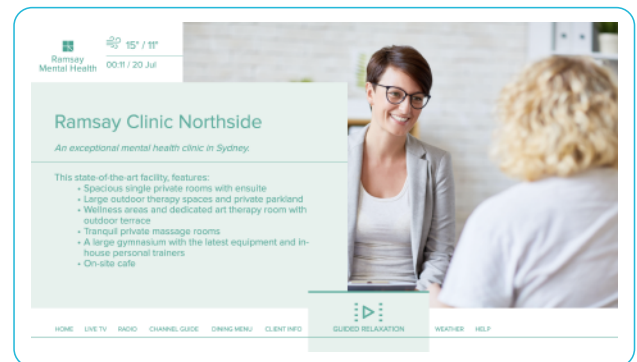 Ramsay
Mental Health
15° / 11°
00:11 / 20 Jul
Ramsay Clinic Northside
An exceptional mental health clinic in Sydney.
This state-of-the-art facility, features:
• Spacious single private rooms with ensuite
• Large outdoor therapy spaces and private parkland
• Wellness areas and dedicated art therapy room with
outdoor terrace
• Tranquil private massage rooms
• A large gymnasium with the latest equipment and in-
house personal trainers
• On-site cafe
HOME LIVE TV RADIO CHANNEL GUIDE DINING MENU CLIENT INFO GUIDED RELAXATION WEATHER HELP